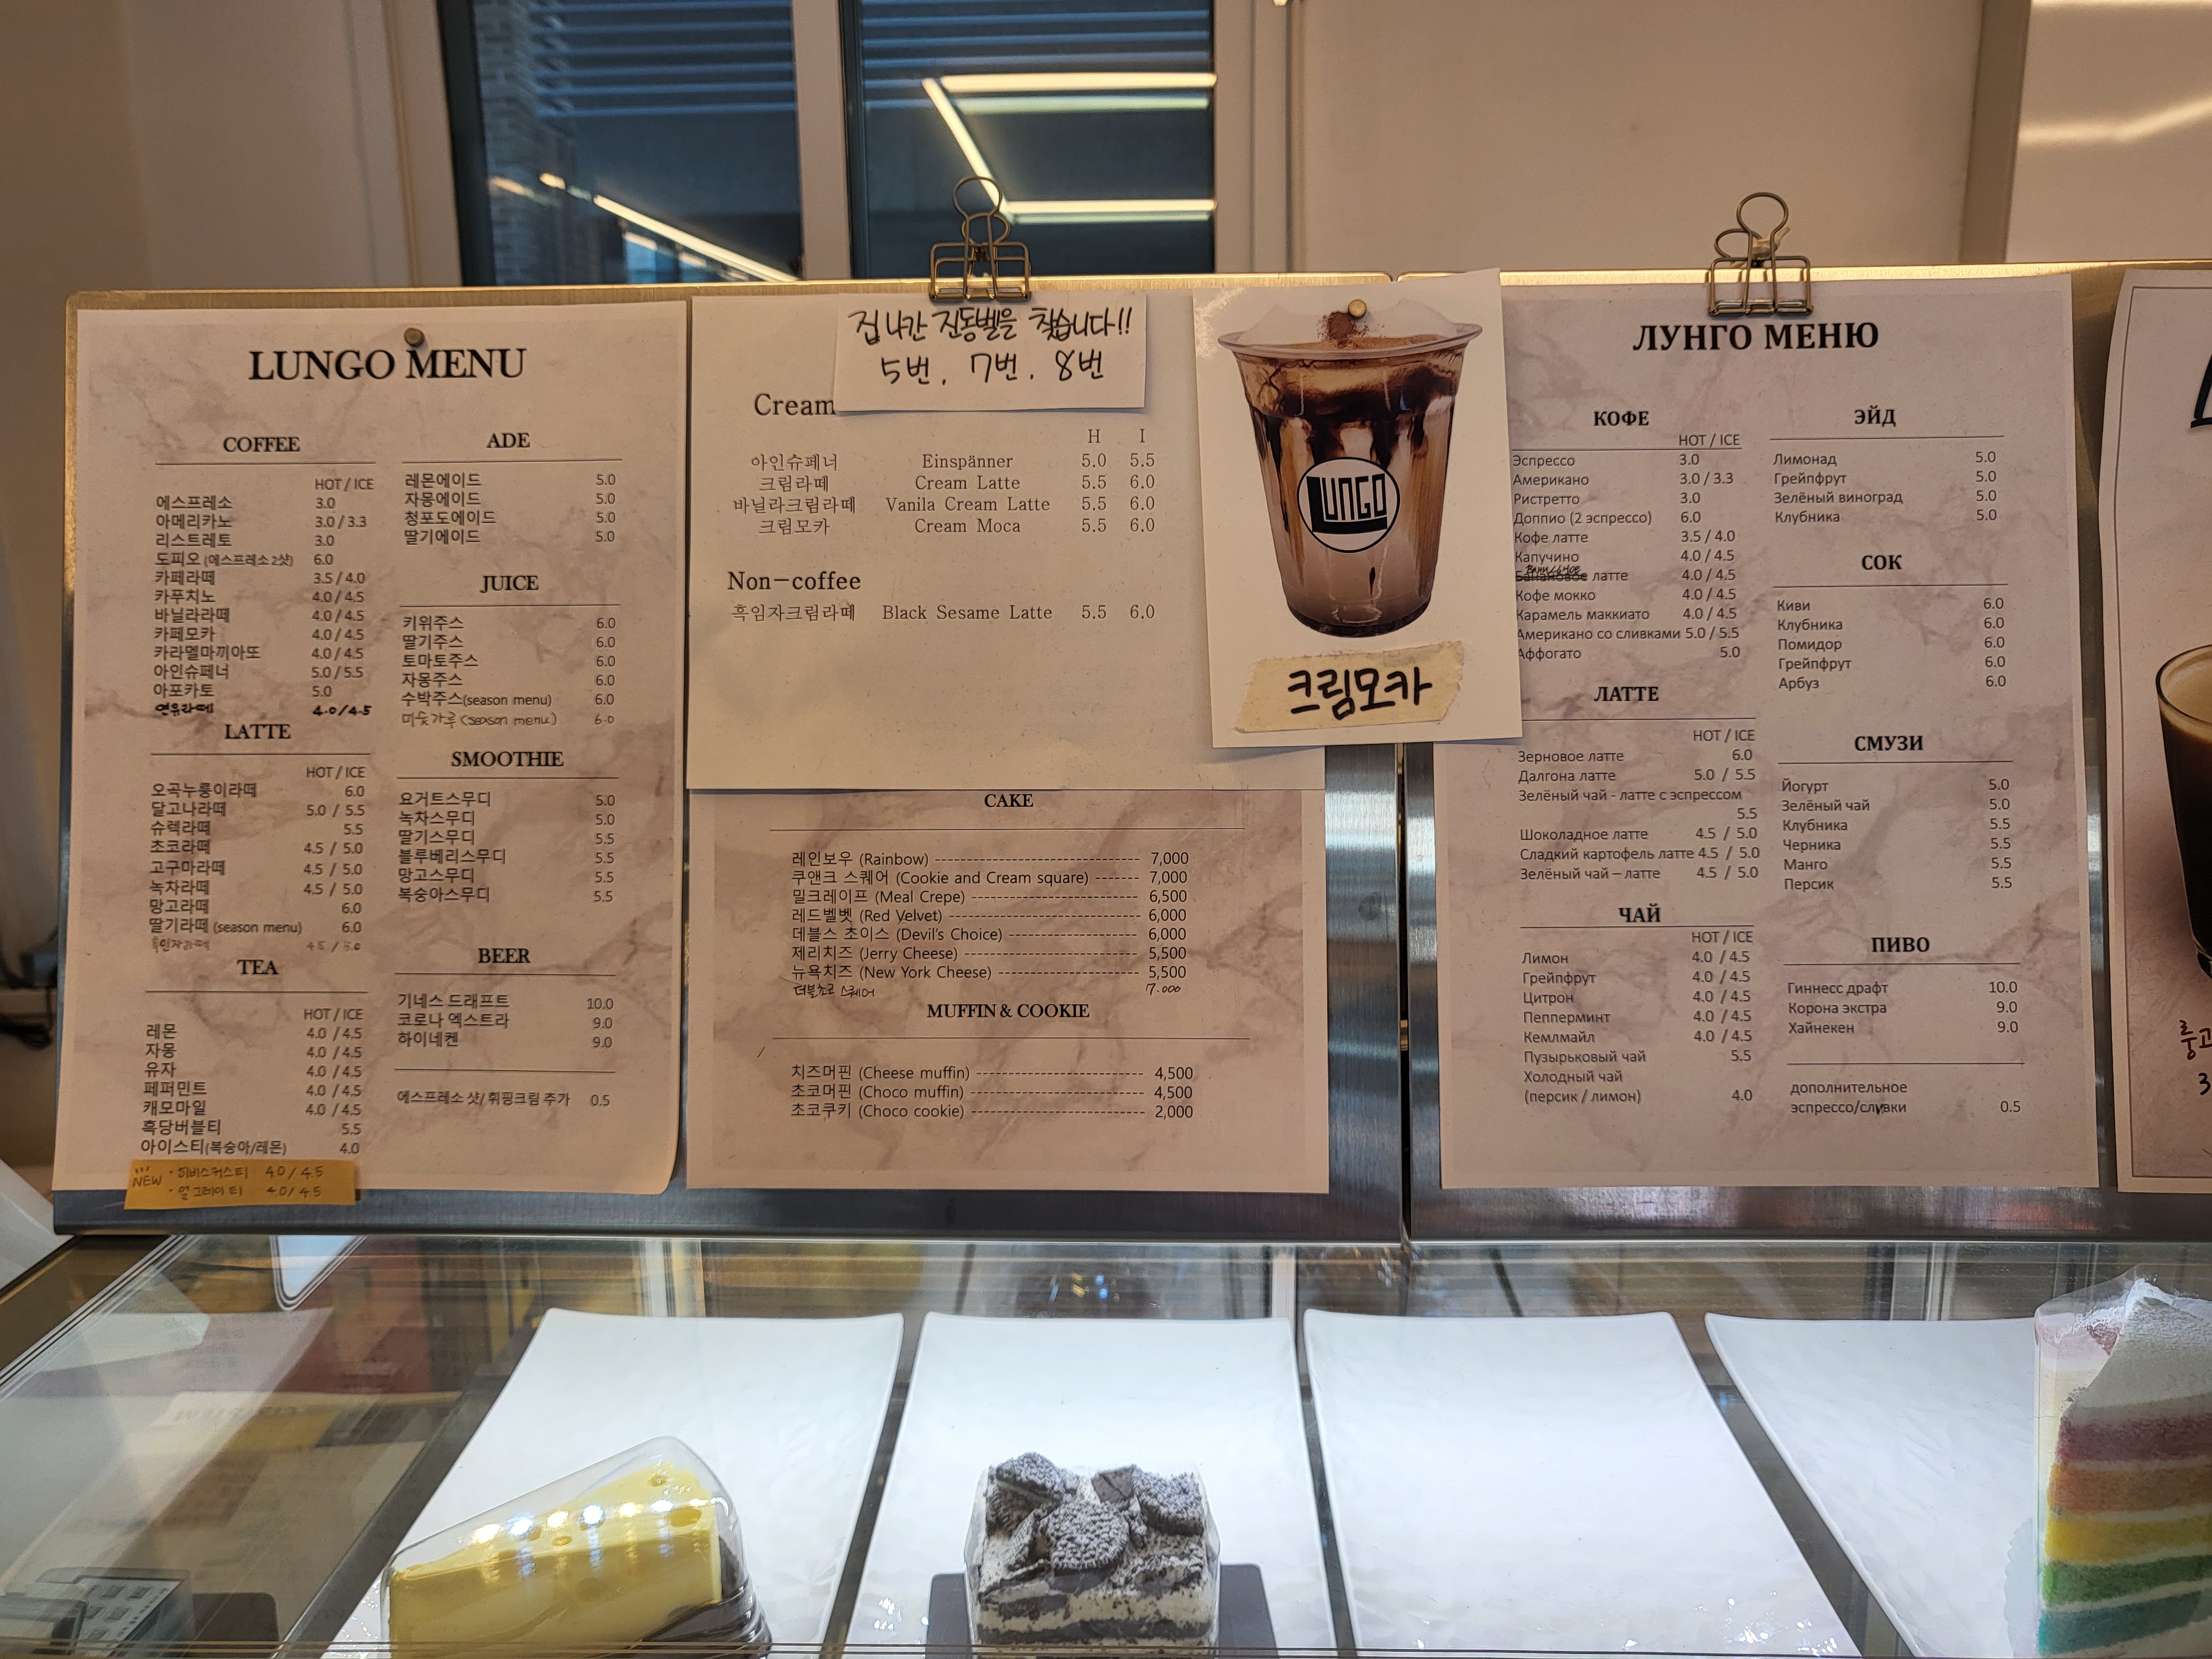 LUNGO MENU
COFFEE
HOT / ICE
에스프레소 3.0
아메리카노 3.0 / 3.3
리스트레토 3.0
도피오 (에스프레소 2샷) 6.0
카페라떼 3.5 / 4.0
카푸치노 4.0 / 4.5
바닐라라떼 4.0 / 4.5
카페모카 4.0 / 4.5
카라멜마끼아또 4.0 / 4.5
아인슈페너 5.0 / 5.5
아포카토 5.0
연유라떼 4.0/4.5
LATTE
HOT / ICE
오곡누룽이라떼 6.0
달고나라떼 5.0 / 5.5
슈렉라떼 5.5
초코라떼 4.5 / 5.0
고구마라떼 4.5 / 5.0
녹차라떼 4.5 / 5.0
망고라떼 6.0
딸기라떼 (season menu) 6.0
흑임자라떼 4.5 / 5.0
TEA
HOT / ICE
레몬 4.0 / 4.5
자몽 4.0 / 4.5
유자 4.0 / 4.5
페퍼민트 4.0 / 4.5
캐모마일 4.0 / 4.5
흑당버블티 5.5
아이스티(복숭아/레몬) 4.0
NEW
· 히비스커스티 4.0 / 4.5
· 얼그레이티 4.0 / 4.5
ADE
레몬에이드 5.0
자몽에이드 5.0
청포도에이드 5.0
딸기에이드 5.0
JUICE
키위주스 6.0
딸기주스 6.0
토마토주스 6.0
자몽주스 6.0
수박주스(season menu) 6.0
미숫가루 (season menu) 6.0
SMOOTHIE
요거트스무디 5.0
녹차스무디 5.0
딸기스무디 5.5
블루베리스무디 5.5
망고스무디 5.5
복숭아스무디 5.5
BEER
기네스 드래프트 10.0
코로나 엑스트라 9.0
하이네켄 9.0
에스프레소 샷/ 휘핑크림 추가 0.5
집 나간 진동벨을 찾습니다!!
5번, 7번. 8번
Cream
H I
아인슈페너 Einspänner 5.0 5.5
크림라떼 Cream Latte 5.5 6.0
바닐라크림라떼 Vanila Cream Latte 5.5 6.0
크림모카 Cream Moca 5.5 6.0
Non-coffee
흑임자크림라떼 Black Sesame Latte 5.5 6.0
LUNGO
크림모카
CAKE
레인보우 (Rainbow) 7,000
쿠앤크 스퀘어 (Cookie and Cream square) 7,000
밀크레이프 (Meal Crepe) 6,500
레드벨벳 (Red Velvet) 6,000
데블스 초이스 (Devil's Choice) 6,000
제리치즈 (Jerry Cheese) 5,500
뉴욕치즈 (New York Cheese) 5,500
더블초코 스퀘어 7.000
MUFFIN & COOKIE
치즈머핀 (Cheese muffin) 4,500
초코머핀 (Choco muffin) 4,500
초코쿠키 (Choco cookie) 2,000
ЛУНГО МЕНЮ
КОФЕ
HOT / ICE
Эспрессо 3.0
Американо 3.0 / 3.3
Ристретто 3.0
Доппио (2 эспрессо) 6.0
Кофе латте 3.5 / 4.0
Капучино 4.0 / 4.5
латте 4.0 / 4.5
Кофе мокко 4.0 / 4.5
Карамель маккиато 4.0 / 4.5
Американо со сливками 5.0 / 5.5
Аффогато 5.0
ЛАТТЕ
HOT / ICE
Зерновое латте 6.0
Далгона латте 5.0 / 5.5
Зелёный чай - латте с эспрессом
5.5
Шоколадное латте 4.5 / 5.0
Сладкий картофель латте 4.5 / 5.0
Зелёный чай – латте 4.5 / 5.0
ЧАЙ
HOT / ICE
Лимон 4.0 / 4.5
Грейпфрут 4.0 / 4.5
Цитрон 4.0 / 4.5
Пепперминт 4.0 / 4.5
Кемлмайл 4.0 / 4.5
Пузырьковый чай 5.5
Холодный чай
(персик / лимон) 4.0
ЭЙД
Лимонад 5.0
Грейпфрут 5.0
Зелёный виноград 5.0
Клубника 5.0
СОК
Киви 6.0
Клубника 6.0
Помидор 6.0
Грейпфрут 6.0
Арбуз 6.0
СМУЗИ
Йогурт 5.0
Зелёный чай 5.0
Клубника 5.5
Черника 5.5
Манго 5.5
Персик 5.5
ПИВО
Гиннесс драфт 10.0
Корона экстра 9.0
Хайнекен 9.0
дополнительное
эспрессо/сливки 0.5